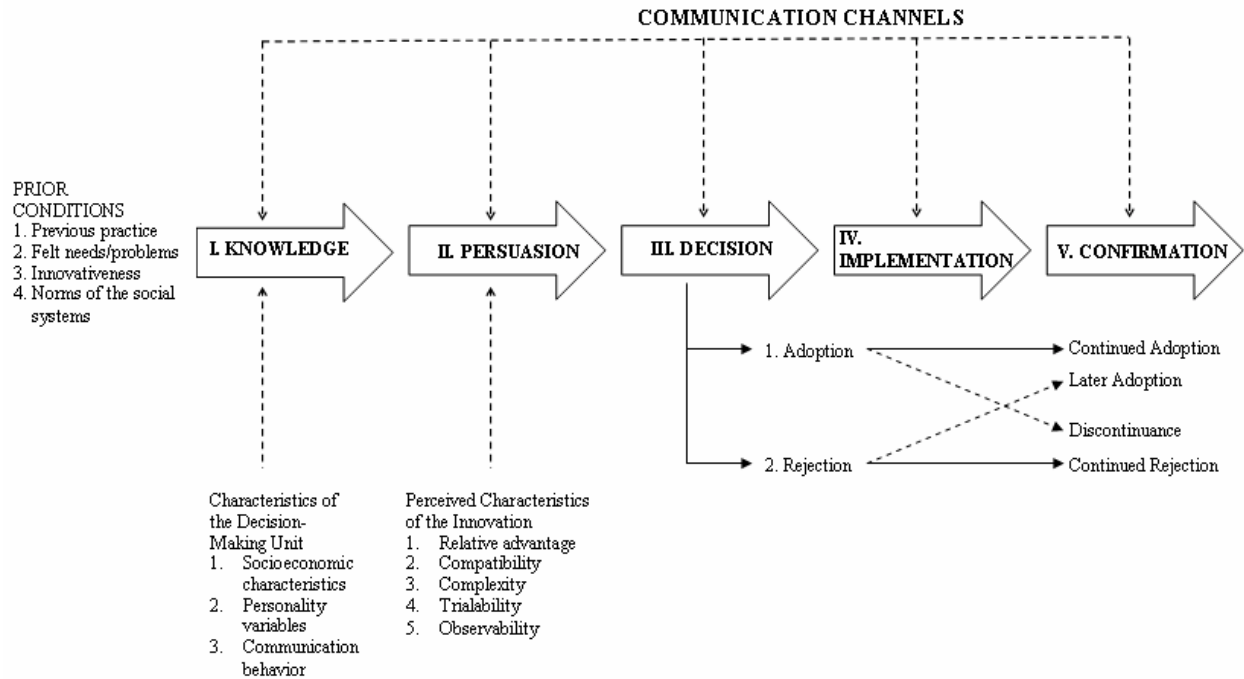 COMMUNICATION CHANNELS
PRIOR
CONDITIONS
1. Previous practice
2. Felt needs/problems
3. Innovativeness
4. Norms of the social
systems
I. KNOWLEDGE
II. PERSUASION
III. DECISION
IV.
IMPLEMENTATION
V. CONFIRMATION
1. Adoption
2. Rejection
Continued Adoption
Later Adoption
Discontinuance
Continued Rejection
Characteristics of
the Decision-
Making Unit
1. Socioeconomic
characteristics
2. Personality
variables
3. Communication
behavior
Perceived Characteristics
of the Innovation
1. Relative advantage
2. Compatibility
3. Complexity
4. Trialability
5. Observability